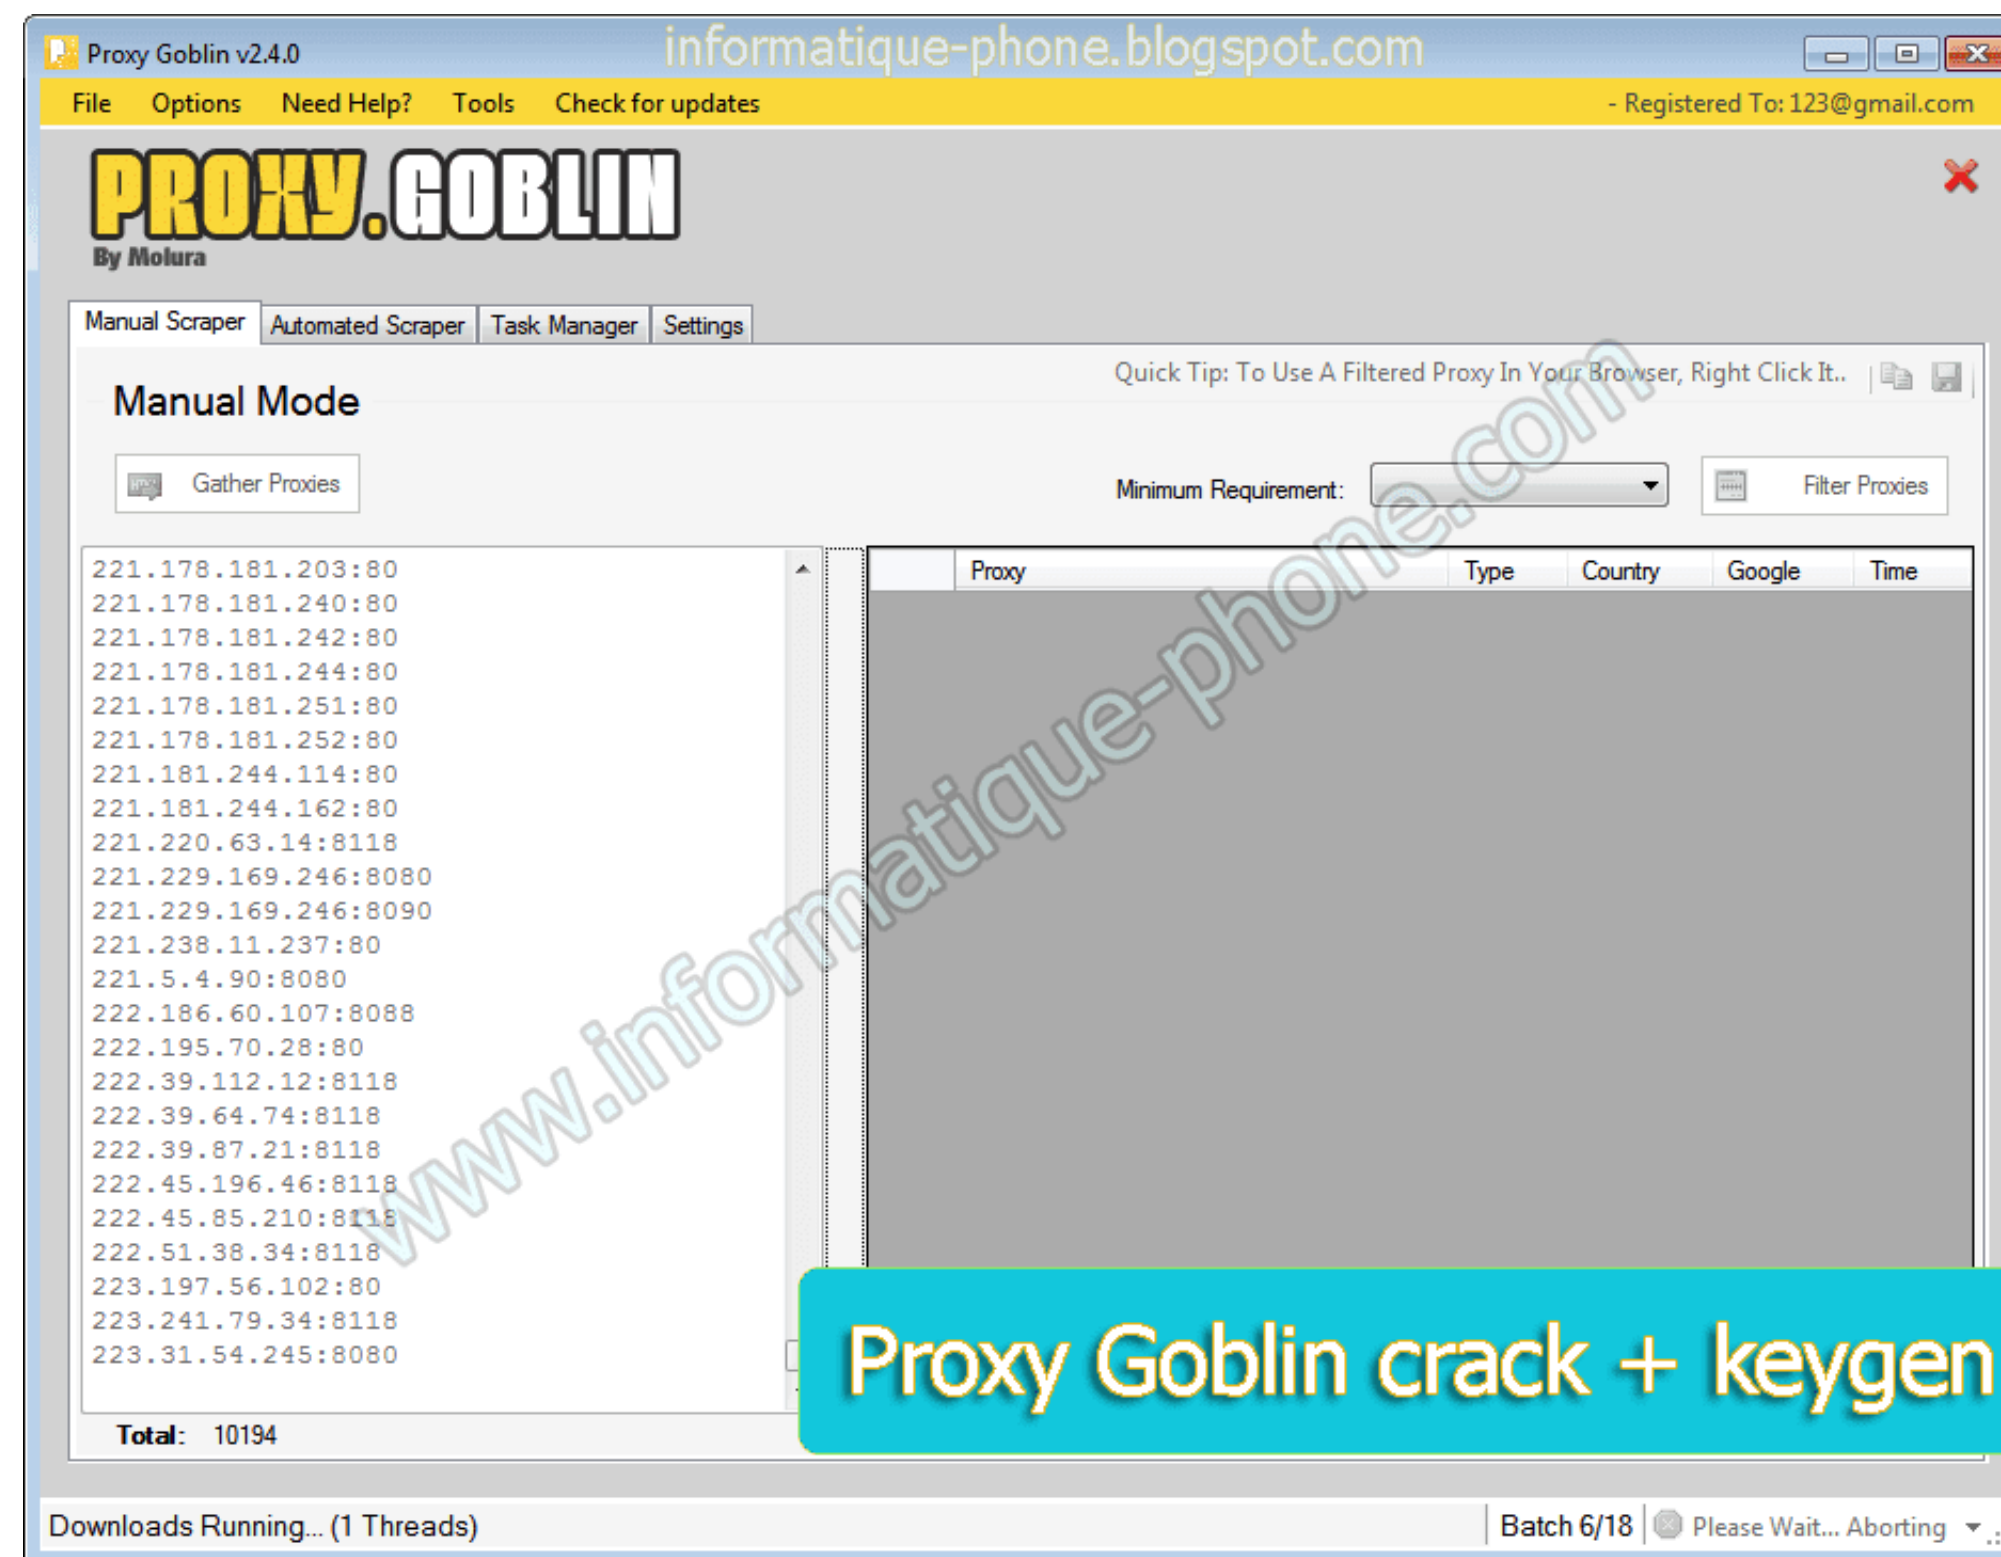 informatique-phone.blogspot.com
Proxy Goblin v2.4.0
File Options Need Help? Tools Check for updates - Registered To: 123@gmail.com
PROXY.GOBLIN
By Molura
Manual Scraper Automated Scraper Task Manager Settings
Quick Tip: To Use A Filtered Proxy In Your Browser, Right Click It..
Manual Mode
Gather Proxies Minimum Requirement: Filter Proxies
Proxy Type Country Google Time
221.178.181.203:80
221.178.181.240:80
221.178.181.242:80
221.178.181.244:80
221.178.181.251:80
221.178.181.252:80
221.181.244.114:80
221.181.244.162:80
221.220.63.14:8118
221.229.169.246:8080
221.229.169.246:8090
221.238.11.237:80
221.5.4.90:8080
222.186.60.107:8088
222.195.70.28:80
222.39.112.12:8118
222.39.64.74:8118
222.39.87.21:8118
222.45.196.46:8118
222.45.85.210:8118
222.51.38.34:8118
223.197.56.102:80
223.241.79.34:8118
223.31.54.245:8080
www.informatique-phone.com
Proxy Goblin crack + keygen
Total: 10194
Downloads Running... (1 Threads) Batch 6/18 Please Wait... Aborting